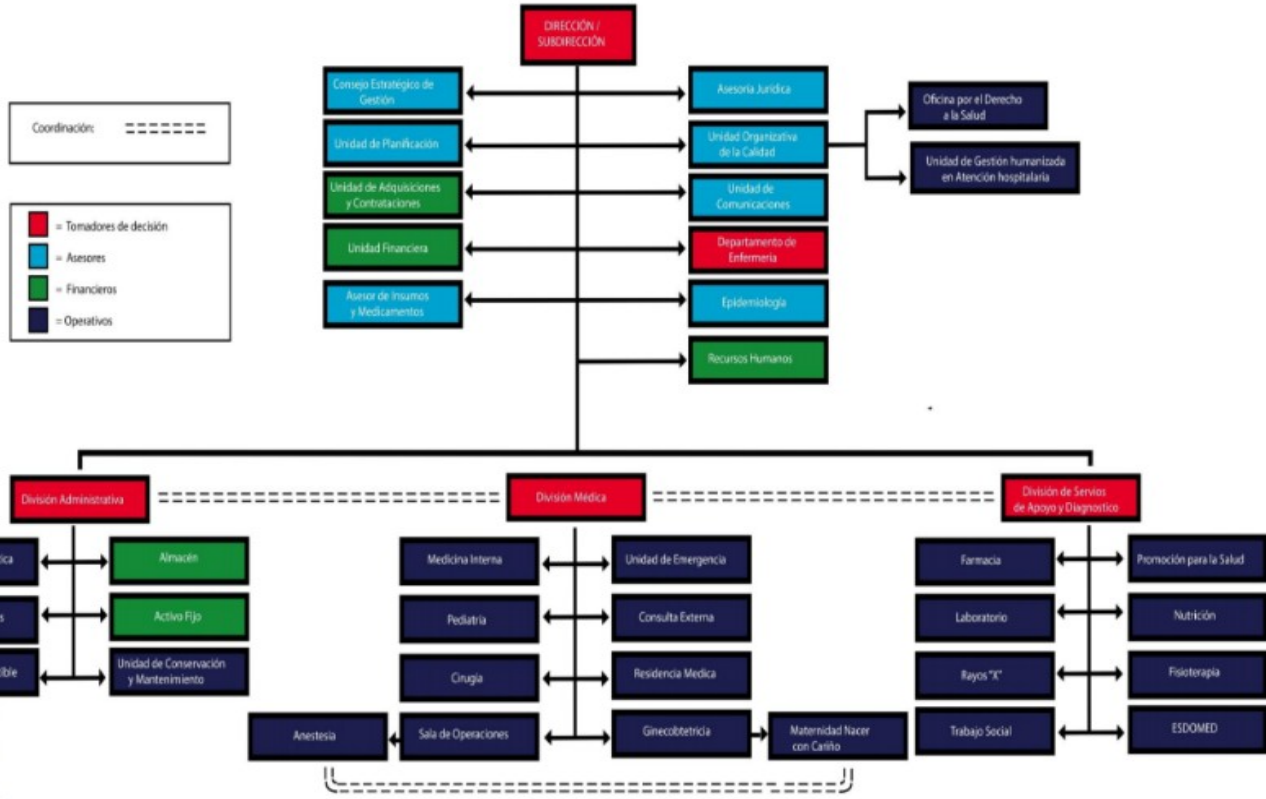 DIRECCIÓN /
SUBDIRECCIÓN
Consejo Estratégico de
Gestión
Asesoría Jurídica
Oficina por el Derecho
a la Salud
Coordinación:
Unidad de Planificación
Unidad Organizativa
de la Calidad
Unidad de Gestión humanizada
en Atención hospitalaria
Unidad de Adquisiciones
y Contrataciones
Unidad de
Comunicaciones
= Tomadores de decisión
= Asesores
= Financieros
= Operativos
Unidad Financiera
Departamento de
Enfermería
Asesor de Insumos
y Medicamentos
Epidemiología
Recursos Humanos
División Administrativa
División Médica
División de Servios
de Apoyo y Diagnostico
Almacén
Activo Fijo
Unidad de Conservación
y Mantenimiento
Medicina Interna
Unidad de Emergencia
Pediatría
Consulta Externa
Cirugía
Residencia Medica
Anestesia
Sala de Operaciones
Ginecobtetricia
Maternidad Nacer
con Cariño
Farmacia
Promoción para la Salud
Laboratorio
Nutrición
Rayos "X"
Fisioterapia
Trabajo Social
ESDOMED